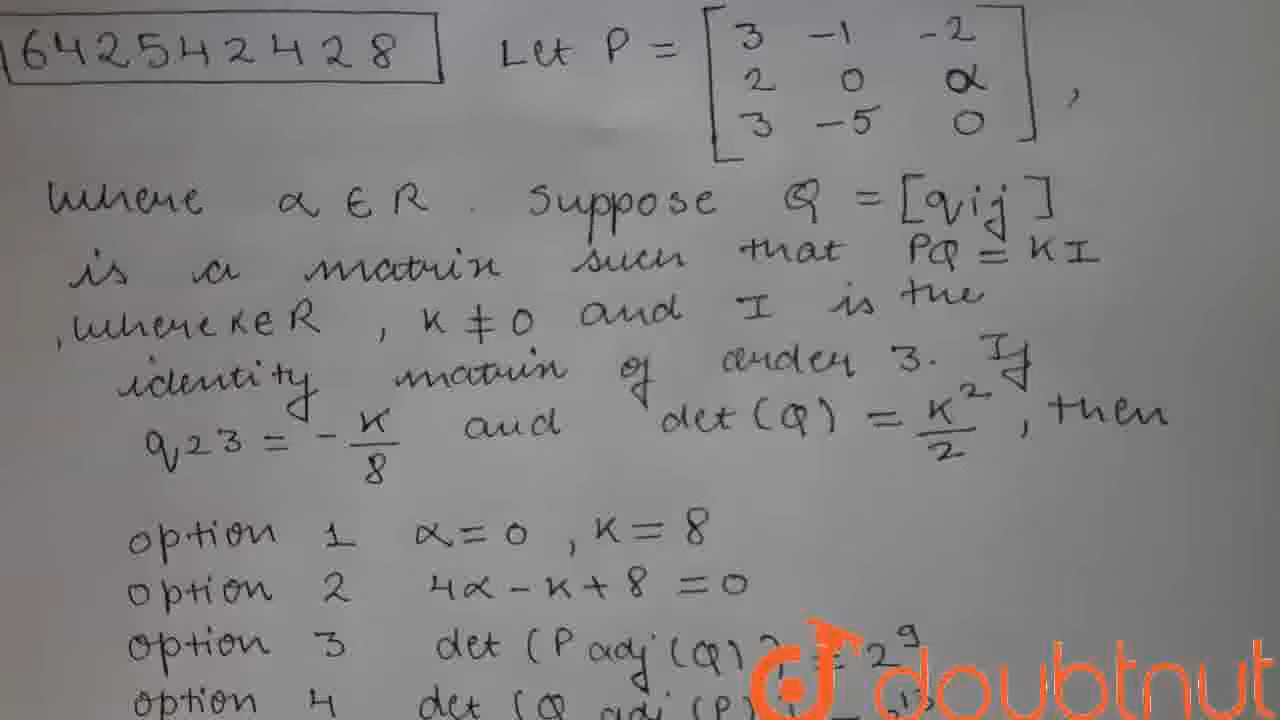 642542428 Let P = [ 3 -1 -2
2 0 α
3 -5 0 ] ,
where α ∈ R . Suppose Q = [qij]
is a matrix such that PQ = KI
, where K ∈ R , K ≠ 0 and I is the
identity matrix of order 3. If
q23 = -K/8 and det(Q) = K²/2 , then
option 1 α = 0 , K = 8
option 2 4α - K + 8 = 0
option 3 det (P adj (Q)) = 2⁹
option 4 det (Q adj (P)) =
doubtnut